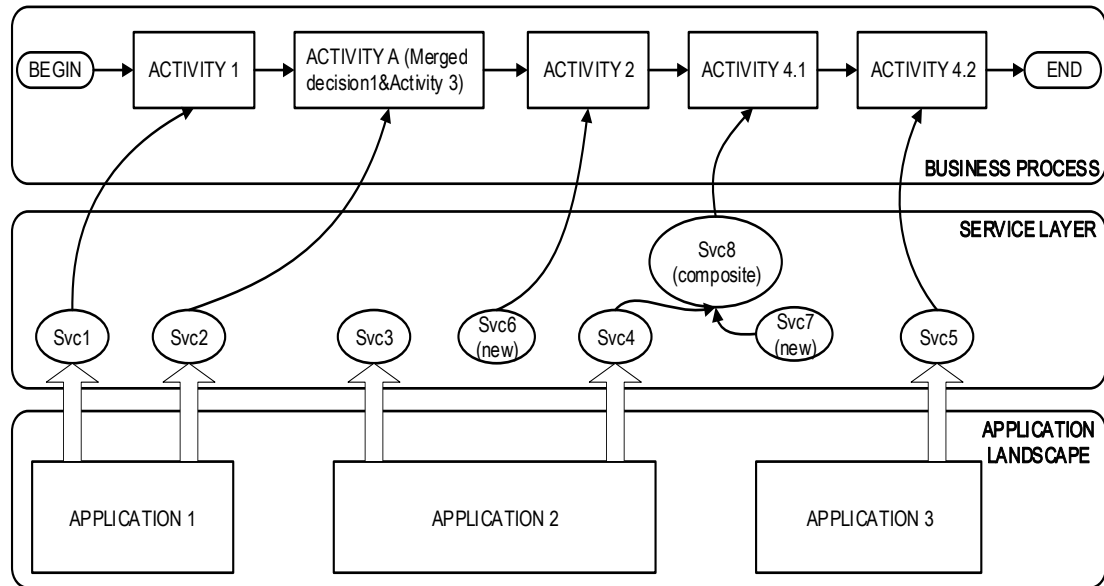 BEGIN
ACTIVITY 1
ACTIVITY A (Merged
decision1&Activity 3)
ACTIVITY 2
ACTIVITY 4.1
ACTIVITY 4.2
END
BUSINESS PROCESS
SERVICE LAYER
Svc8
(composite)
Svc1
Svc2
Svc3
Svc6
(new)
Svc4
Svc7
(new)
Svc5
APPLICATION
LANDSCAPE
APPLICATION 1
APPLICATION 2
APPLICATION 3